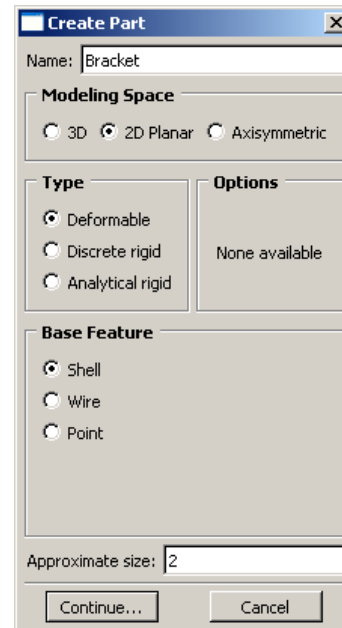 Create Part
Name: Bracket
Modeling Space
3D 2D Planar Axisymmetric
Type
Deformable
Discrete rigid
Analytical rigid
Options
None available
Base Feature
Shell
Wire
Point
Approximate size: 2
Continue... Cancel